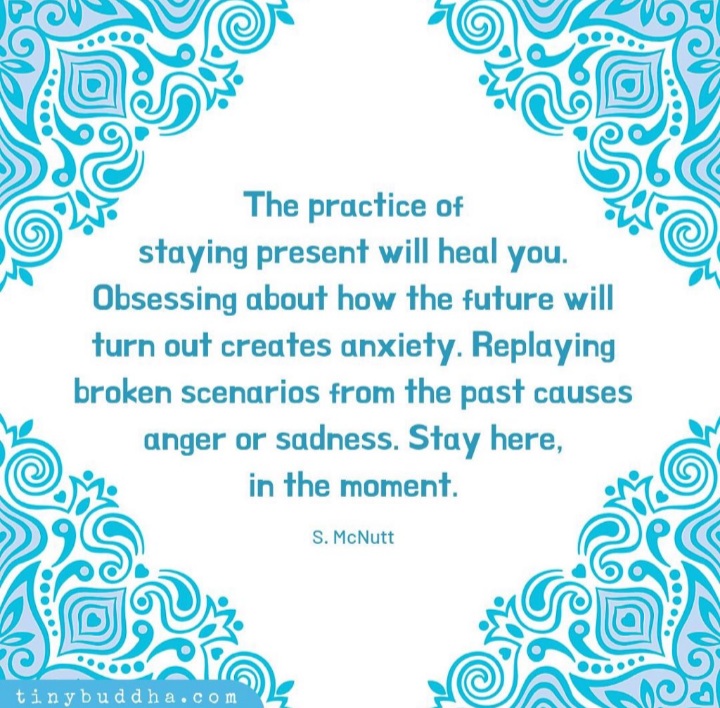 The practice of
staying present will heal you.
Obsessing about how the future will
turn out creates anxiety. Replaying
broken scenarios from the past causes
anger or sadness. Stay here,
in the moment.
S. McNutt
tinybuddha.com